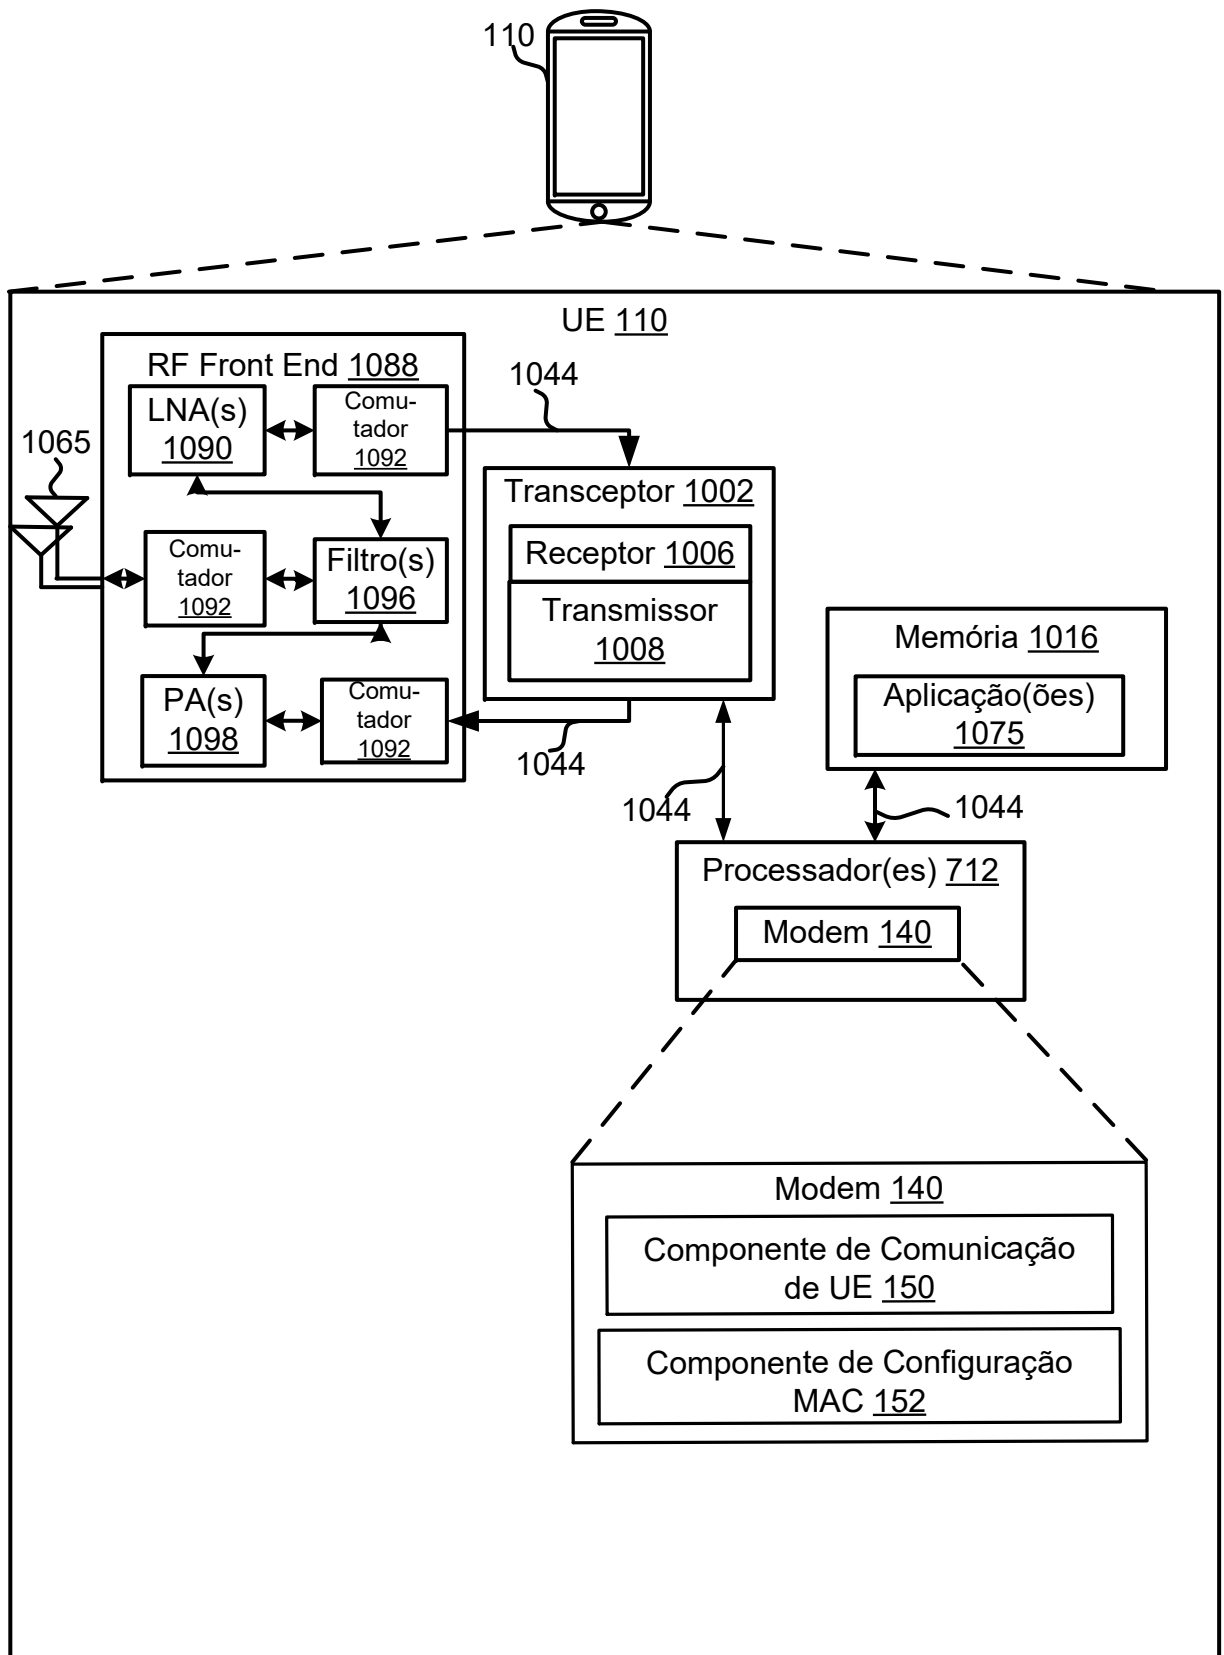 110
UE 110
RF Front End 1088
LNA(s)
1090
Comu-
tador
1092
1044
1065
Transceptor 1002
Receptor 1006
Transmissor
1008
Comu-
tador
1092
Filtro(s)
1096
PA(s)
1098
Comu-
tador
1092
1044
Memória 1016
Aplicação(ões)
1075
1044
1044
Processador(es) 712
Modem 140
Modem 140
Componente de Comunicação
de UE 150
Componente de Configuração
MAC 152